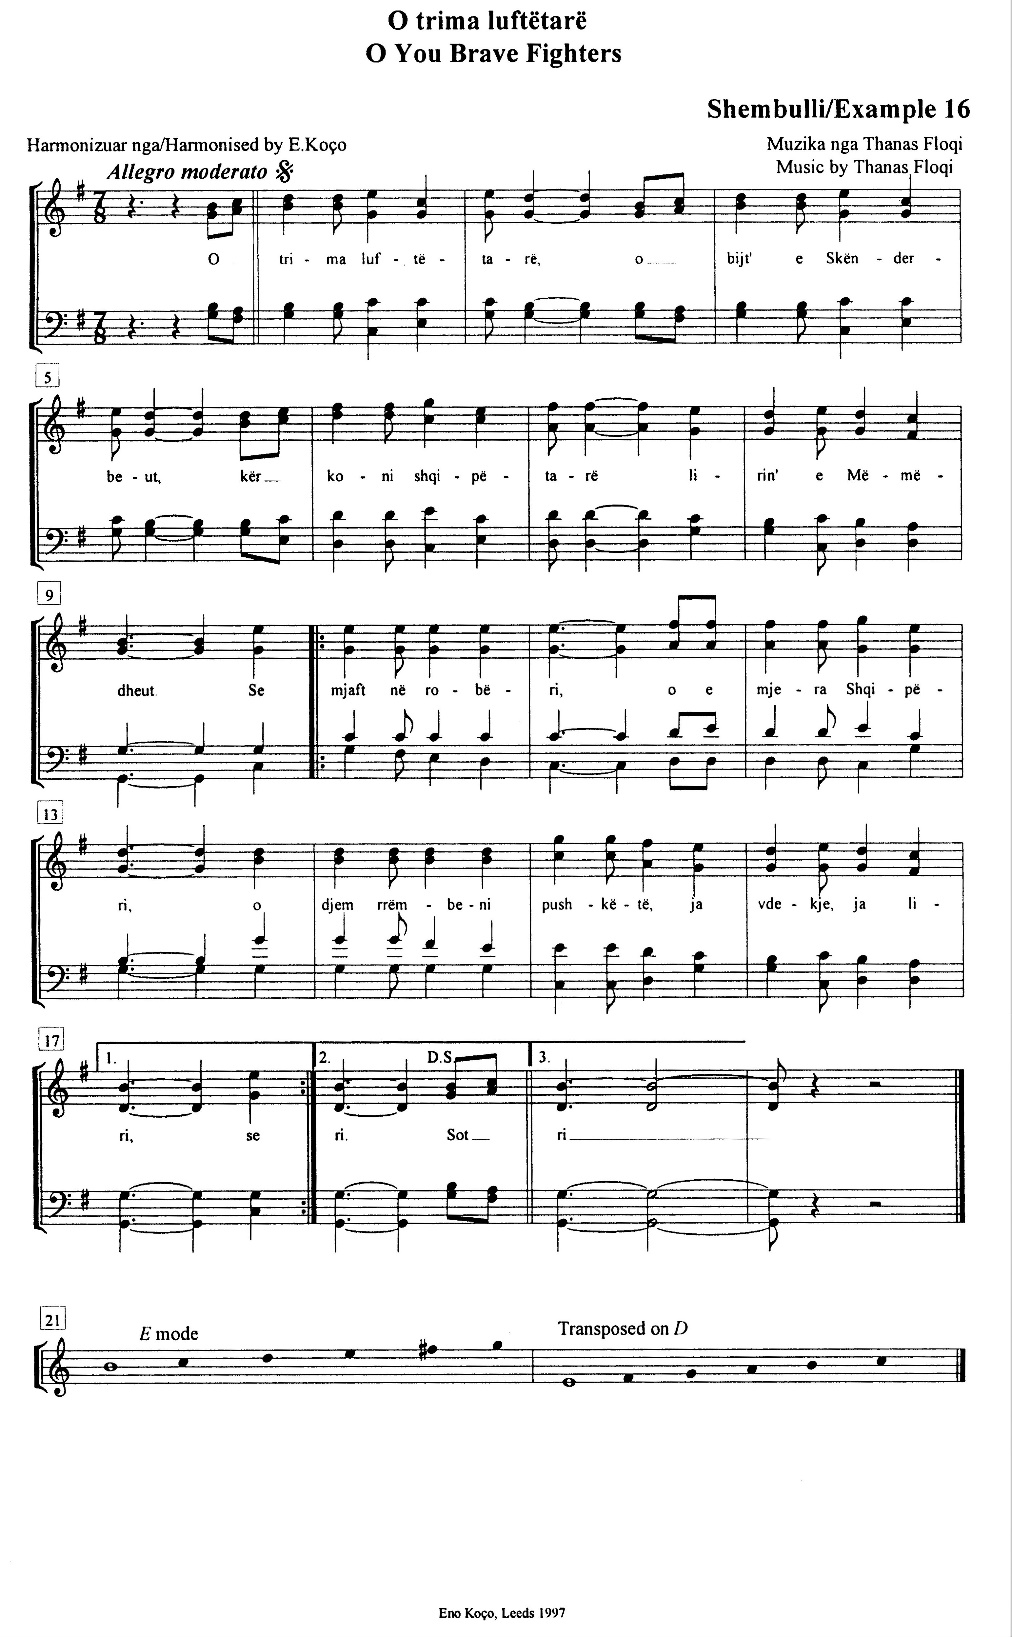 O trima luftëtarë
O You Brave Fighters
Shembulli/Example 16
Harmonizuar nga/Harmonised by E.Koço
Muzika nga Thanas Floqi
Allegro moderato
Music by Thanas Floqi
7 8
O tri - ma luf - të - ta - rë, o bijt' e Skën - der -
7 8
5
be - ut, kër ko - ni shqi - pë - ta - rë li - rin' e Më - më -
9
dheut. Se mjaft në ro - bë - ri, o e mje - ra Shqi - pë -
13
ri, o djem rrëm - be - ni push - kë - të, ja vde - kje, ja li -
17
1. 2. D.S. 3.
ri, se ri. Sot ri
21
E mode Transposed on D
Eno Koço, Leeds 1997